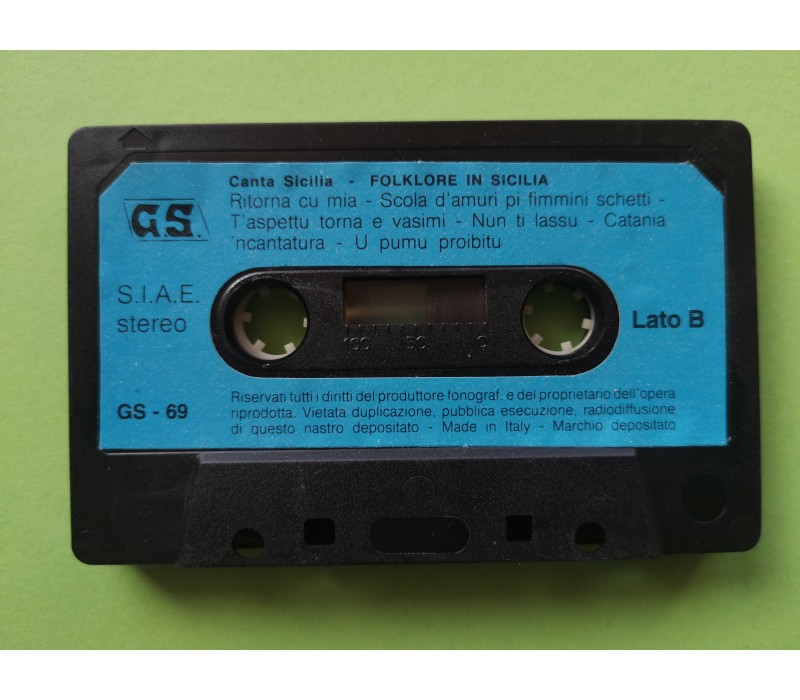 Canta Sicilia - FOLKLORE IN SICILIA
Ritorna cu mia - Scola d'amuri pi fimmini schetti -
T'aspettu torna e vasimi - Nun ti lassu - Catania
'ncantatura - U pumu proibitu
G.S.
S.I.A.E.
stereo
100 50 0
Lato B
GS - 69
Riservati tutti i diritti del produttore fonograf. e del proprietario dell'opera
riprodotta. Vietata duplicazione, pubblica esecuzione, radiodiffusione
di questo nastro depositato - Made in Italy - Marchio depositato